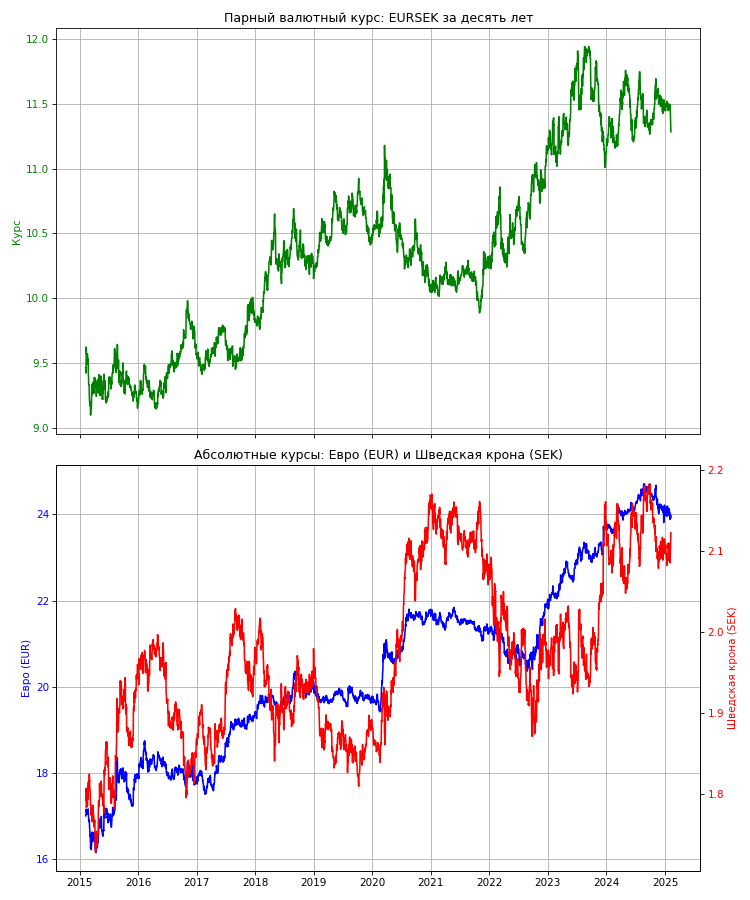 Парный валютный курс: EURSEK за десять лет
12.0
11.5
11.0
10.5
10.0
9.5
9.0
Курс
Абсолютные курсы: Евро (EUR) и Шведская крона (SEK)
24
22
20
18
16
Евро (EUR)
2.2
2.1
2.0
1.9
1.8
Шведская крона (SEK)
2015 2016 2017 2018 2019 2020 2021 2022 2023 2024 2025